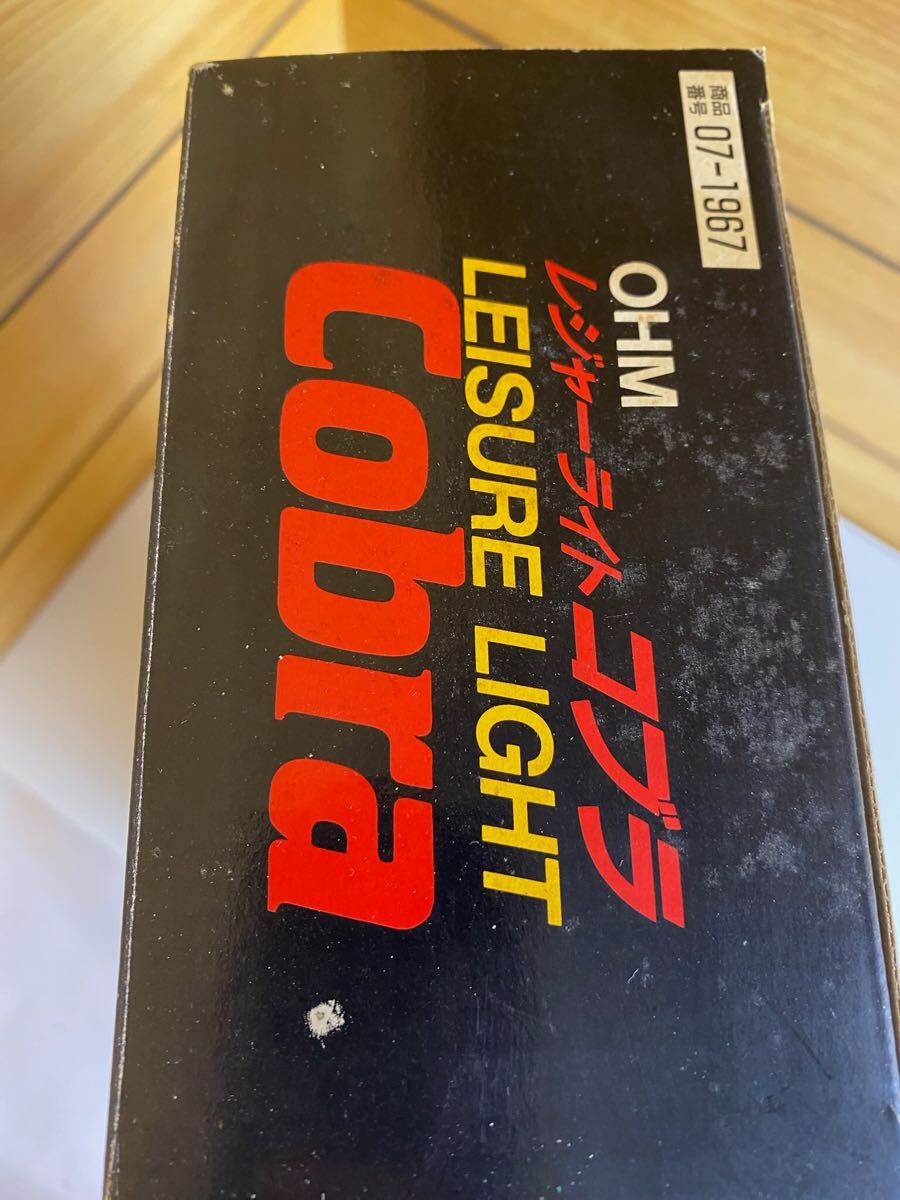 商品
番号 07-1967
OHM
レジャーライトコブラ
LEISURE LIGHT
Cobra